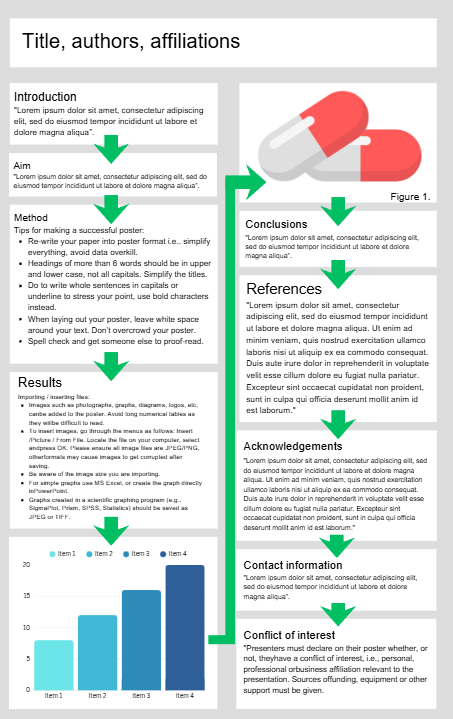 Title, authors, affiliations
Introduction
"Lorem ipsum dolor sit amet, consectetur adipiscing
elit, sed do eiusmod tempor incididunt ut labore et
dolore magna aliqua".
Aim
"Lorem ipsum dolor sit amet, consectetur adipiscing elit, sed do
eiusmod tempor incididunt ut labore et dolore magna aliqua".
Method
Tips for making a successful poster:
• Re-write your paper into poster format i.e.. simplify
everything, avoid data overkill.
• Headings of more than 6 words should be in upper
and lower case, not all capitals. Simplify the titles.
• Do to write whole sentences in capitals or
underline to stress your point, use bold characters
instead.
• When laying out your poster, leave white space
around your text. Don't overcrowd your poster.
• Spell check and get someone else to proof-read.
Results
Importing / inserting files:
• Images such as photographs, graphs, diagrams, logos, etc,
canbe added to the poster. Avoid long numerical tables as
they willbe difficult to read.
• To insert images, go through the menus as follows: Insert
/Picture / From File. Locate the file on your computer, select
andpress OK. Please ensure all image files are JPEG/PNG,
otherformats may cause images to get corrupted after
saving.
• Be aware of the image size you are importing.
• For simple graphs use MS Excel, or create the graph directly
inPowerPoint.
• Graphs created in a scientific graphing program (e.g..
SigmaPlot, Prism, SPSS, Statistics) should be saved as
JPEG or TIFF.
Item 1 Item 2 Item 3 Item 4
20
15
10
5
0
Item 1 Item 2 Item 3 Item 4
Figure 1.
Conclusions
"Lorem ipsum dolor sit amet, consectetur adipiscing elit,
sed do eiusmod tempor incididunt ut labore et dolore
magna aliqua".
References
"Lorem ipsum dolor sit amet, consectetur
adipiscing elit, sed do eiusmod tempor incididunt
ut labore et dolore magna aliqua. Ut enim ad
minim veniam, quis nostrud exercitation ullamco
laboris nisi ut aliquip ex ea commodo consequat.
Duis aute irure dolor in reprehenderit in voluptate
velit esse cillum dolore eu fugiat nulla pariatur.
Excepteur sint occaecat cupidatat non proident,
sunt in culpa qui officia deserunt mollit anim id
est laborum."
Acknowledgements
"Lorem ipsum dolor sit amet, consectetur adipiscing elit, sed
do eiusmod tempor incididunt ut labore et dolore magna
aliqua. Ut enim ad minim veniam, quis nostrud exercitation
ullamco laboris nisi ut aliquip ex ea commodo consequat.
Duis aute irure dolor in reprehenderit in voluptate velit esse
cillum dolore eu fugiat nulla pariatur. Excepteur sint
occaecat cupidatat non proident, sunt in culpa qui officia
deserunt mollit anim id est laborum."
Contact information
"Lorem ipsum dolor sit amet, consectetur adipiscing elit,
sed do eiusmod tempor incididunt ut labore et dolore
magna aliqua".
Conflict of interest
"Presenters must declare on their poster whether, or
not, theyhave a conflict of interest, i.e., personal,
professional orbusiness affiliation relevant to the
presentation. Sources offunding, equipment or other
support must be given.